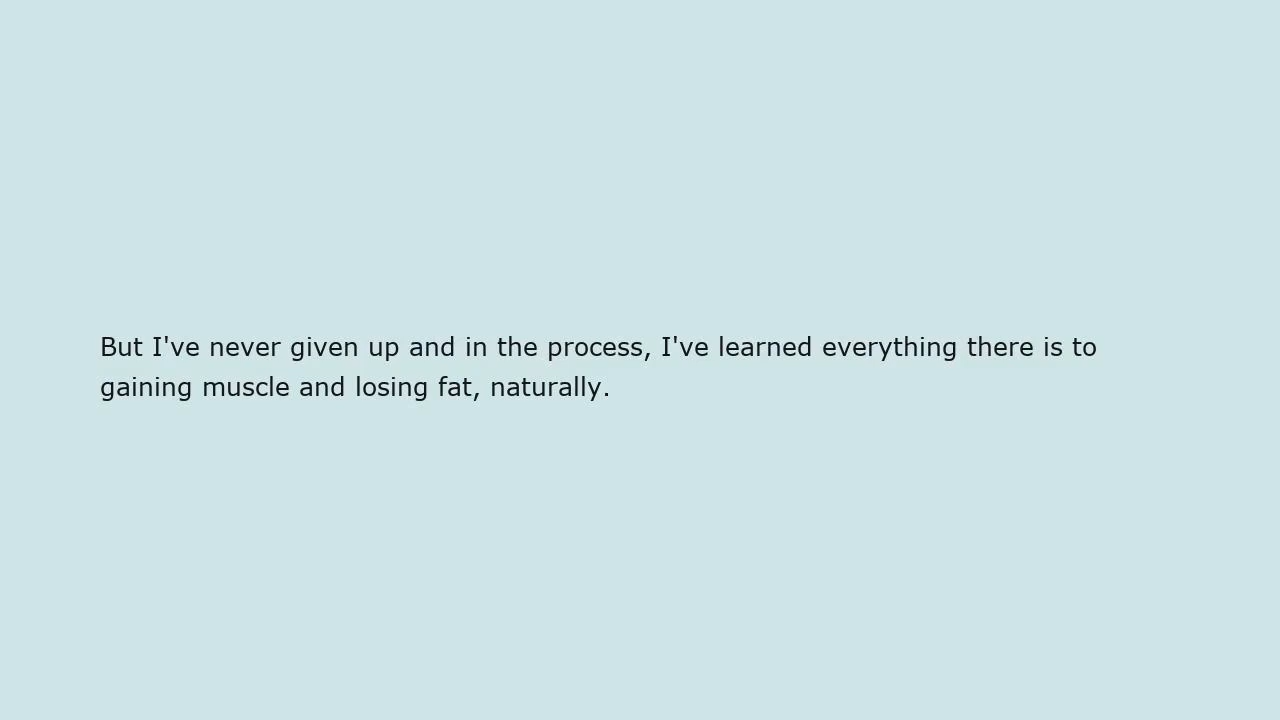 But I've never given up and in the process, I've learned everything there is to
gaining muscle and losing fat, naturally.